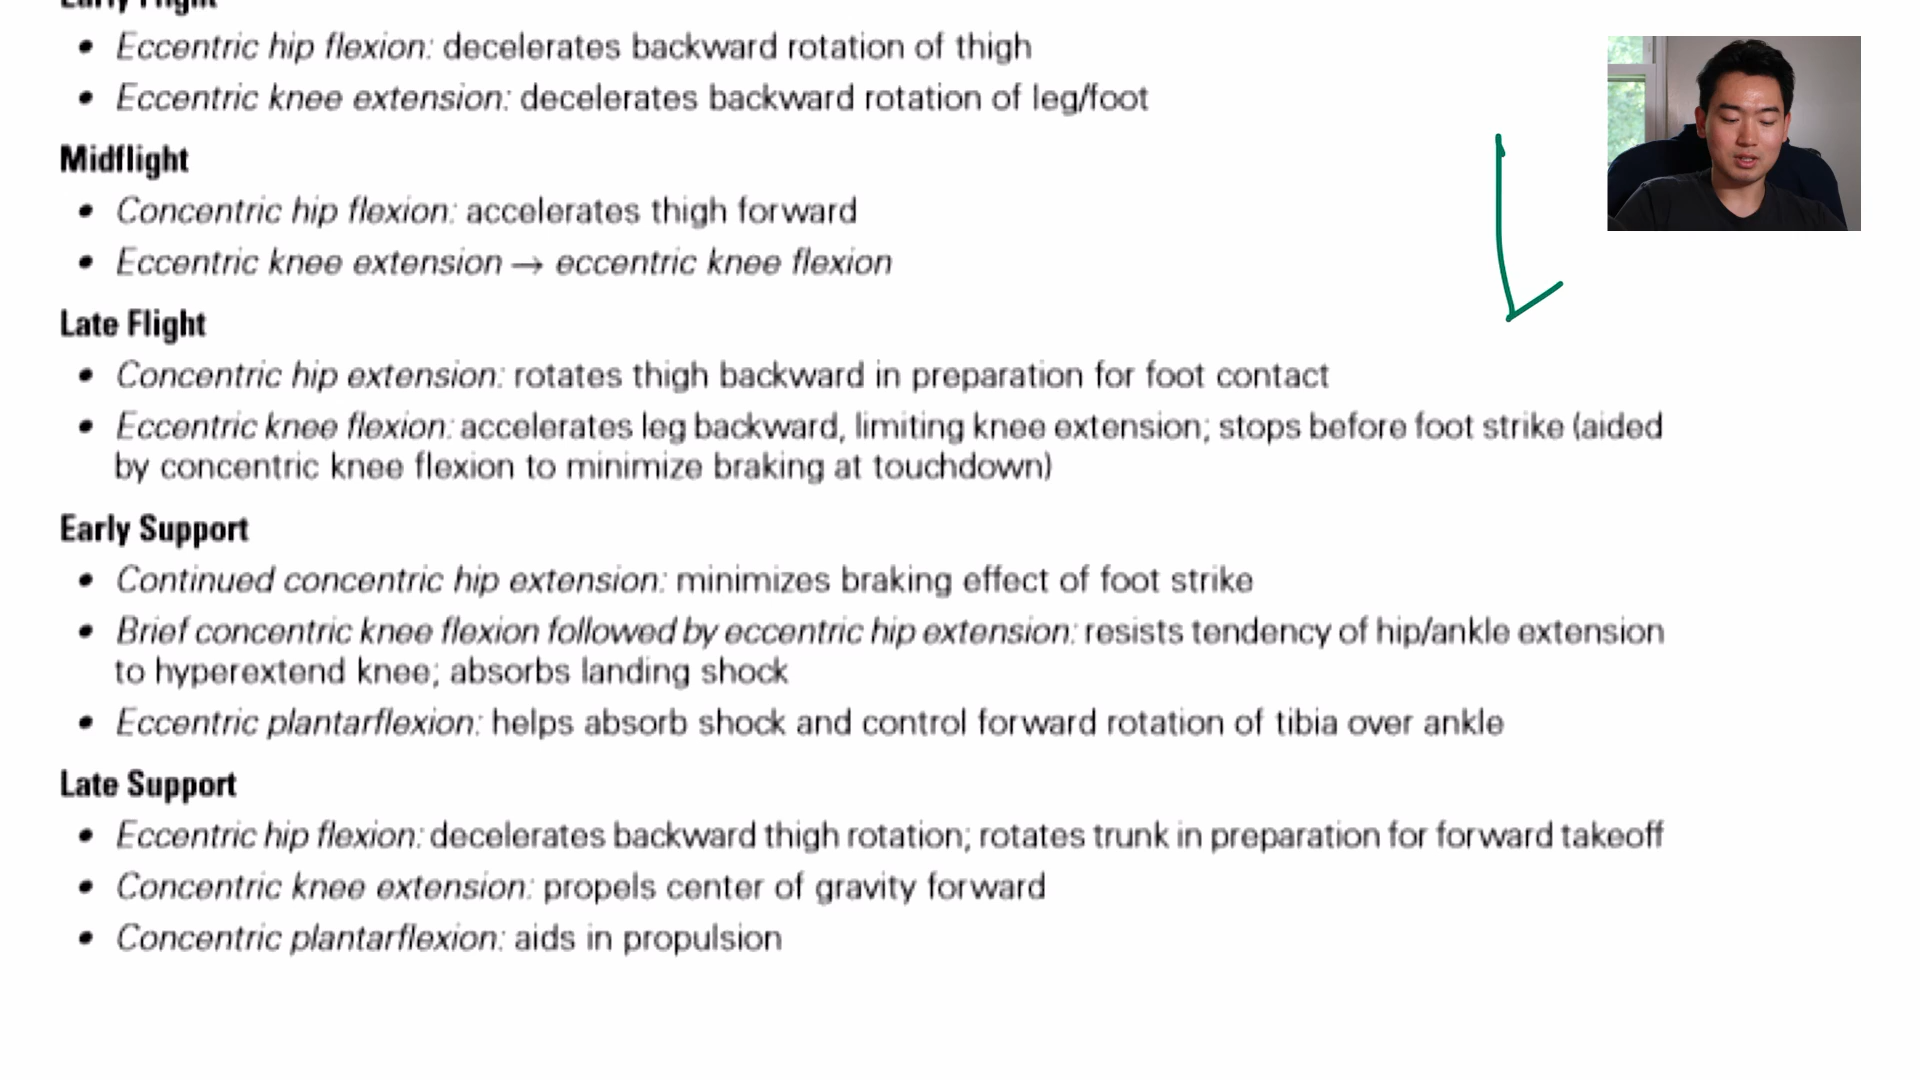 Early Flight
• Eccentric hip flexion: decelerates backward rotation of thigh
• Eccentric knee extension: decelerates backward rotation of leg/foot
Midflight
• Concentric hip flexion: accelerates thigh forward
• Eccentric knee extension → eccentric knee flexion
Late Flight
• Concentric hip extension: rotates thigh backward in preparation for foot contact
• Eccentric knee flexion: accelerates leg backward, limiting knee extension; stops before foot strike (aided
by concentric knee flexion to minimize braking at touchdown)
Early Support
• Continued concentric hip extension: minimizes braking effect of foot strike
• Brief concentric knee flexion followed by eccentric hip extension: resists tendency of hip/ankle extension
to hyperextend knee; absorbs landing shock
• Eccentric plantarflexion: helps absorb shock and control forward rotation of tibia over ankle
Late Support
• Eccentric hip flexion: decelerates backward thigh rotation; rotates trunk in preparation for forward takeoff
• Concentric knee extension: propels center of gravity forward
• Concentric plantarflexion: aids in propulsion